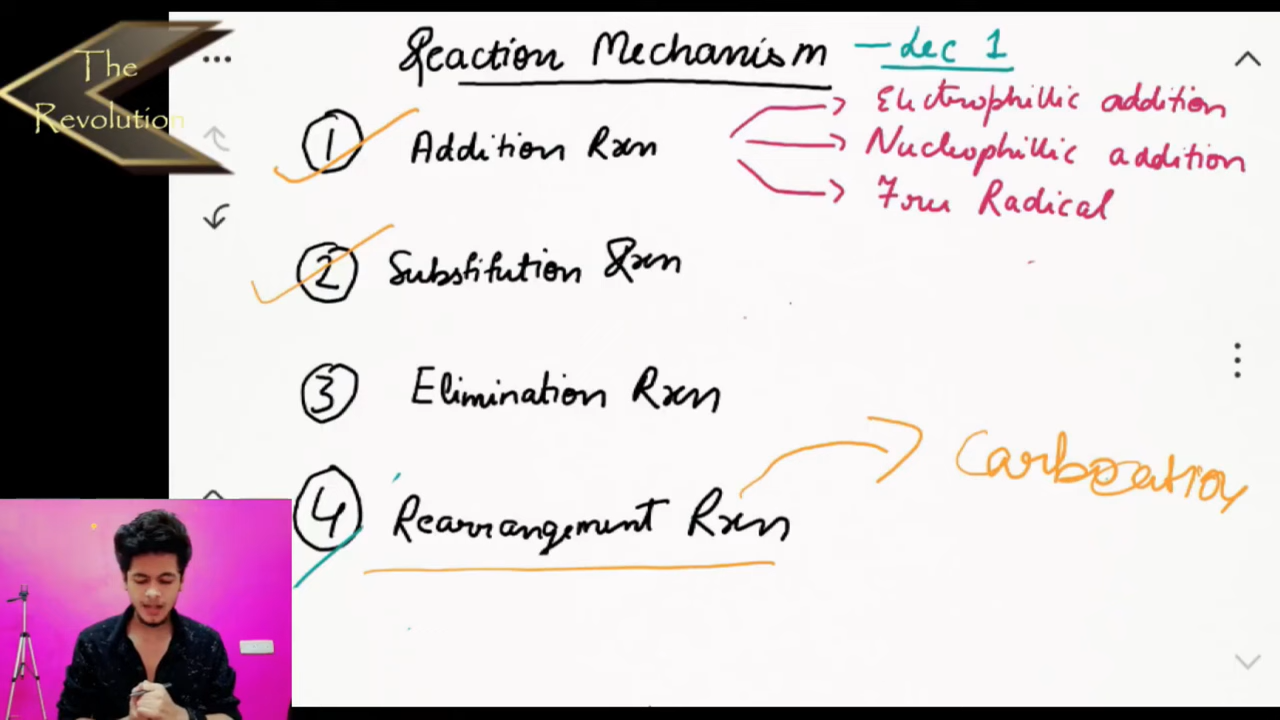 The
Revolution
Reaction Mechanism - Lec 1
1 Addition Rxn
Electrophillic addition
Nucleophillic addition
Free Radical
2 Substitution Rxn
3 Elimination Rxn
4 Rearrangement Rxn
Carbocation